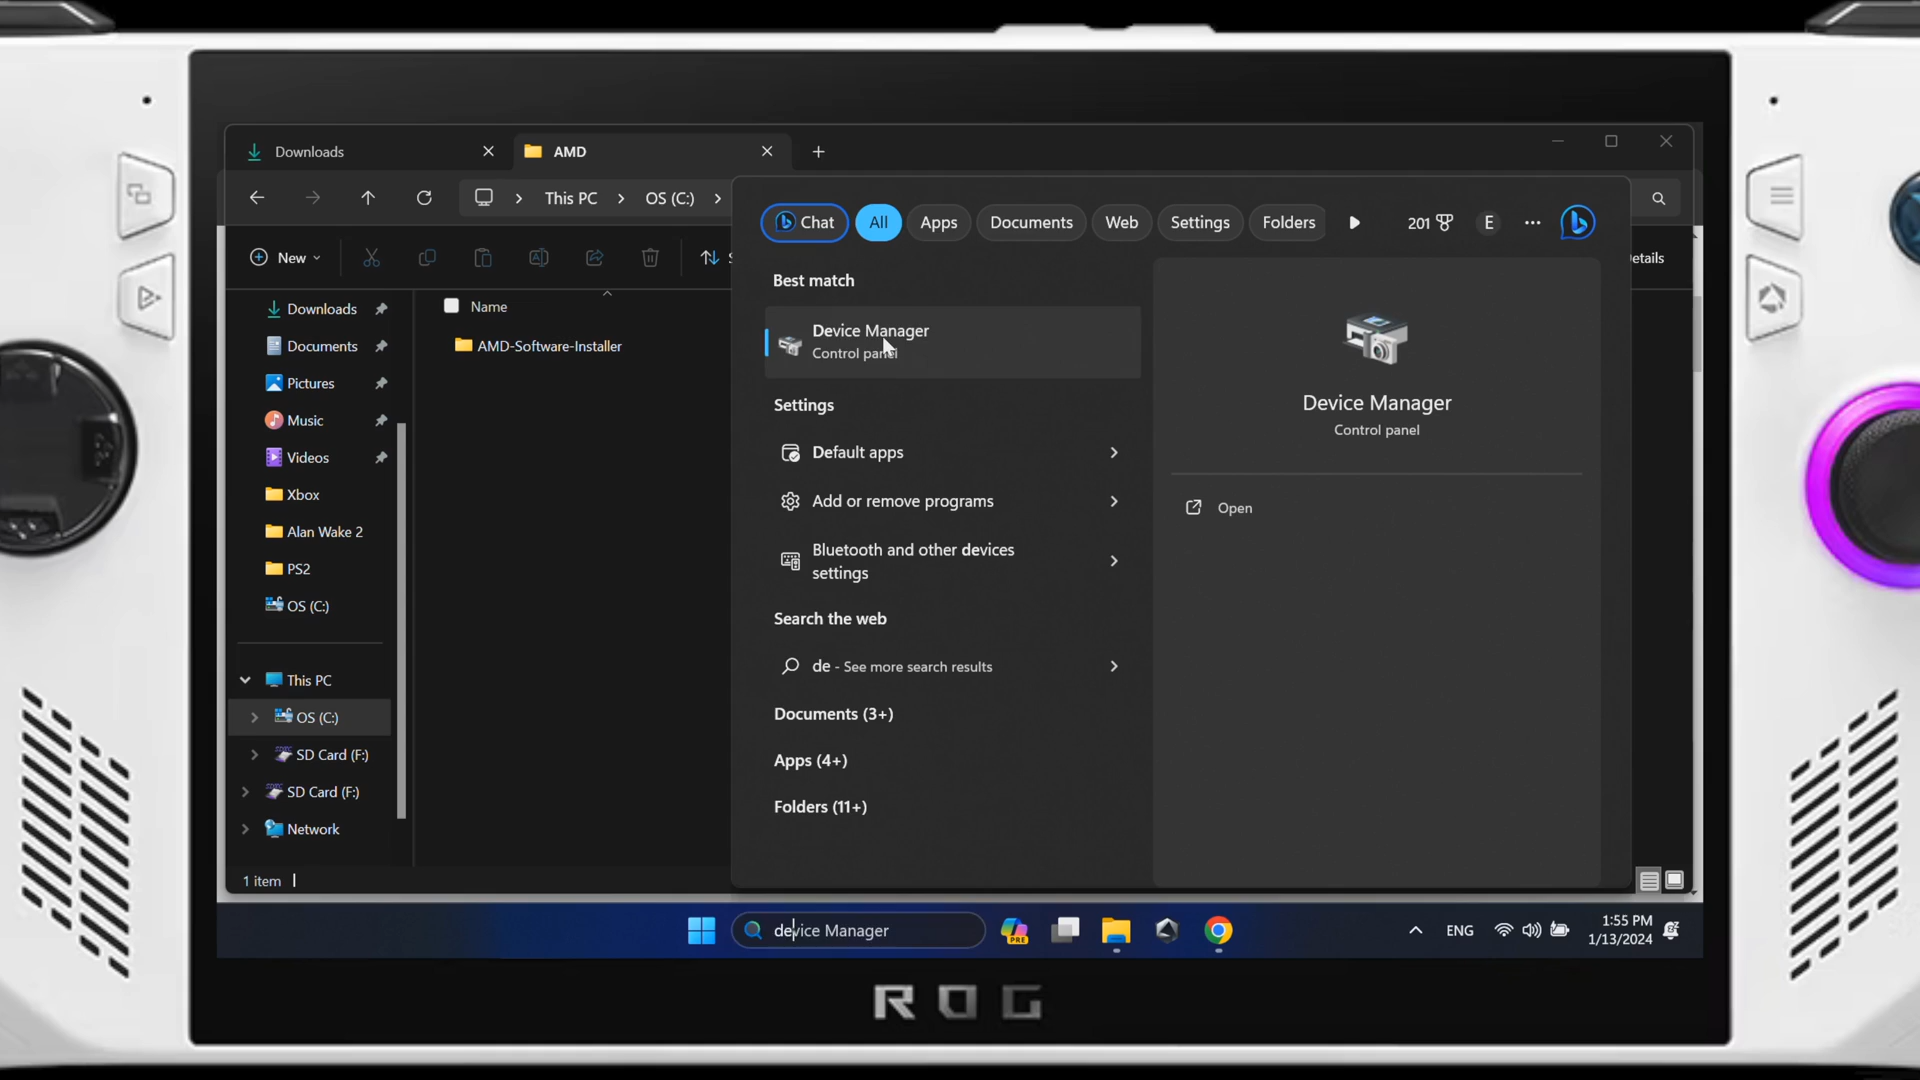 Downloads
AMD
This PC
OS (C:)
New
S
etails
Chat
All
Apps
Documents
Web
Settings
Folders
201
E
Downloads
Documents
Pictures
Music
Videos
Xbox
Alan Wake 2
PS2
OS (C:)
This PC
OS (C:)
SD Card (F:)
SD Card (F:)
Network
Name
AMD-Software-Installer
1 item
Best match
Device Manager
Control panel
Settings
Default apps
Add or remove programs
Bluetooth and other devices
settings
Search the web
de - See more search results
Documents (3+)
Apps (4+)
Folders (11+)
Device Manager
Control panel
Open
device Manager
PRE
ENG
1:55 PM
1/13/2024
ROG